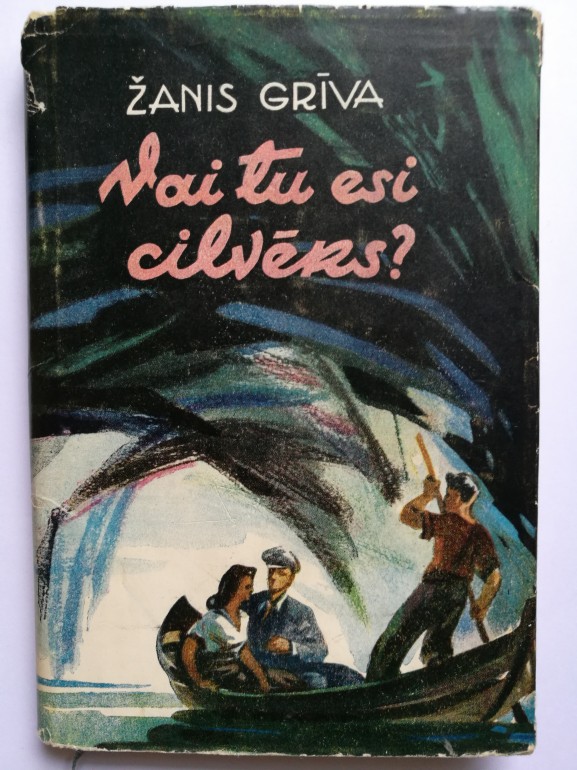 ŽANIS GRĪVA
Vai tu esi
cilvēks?